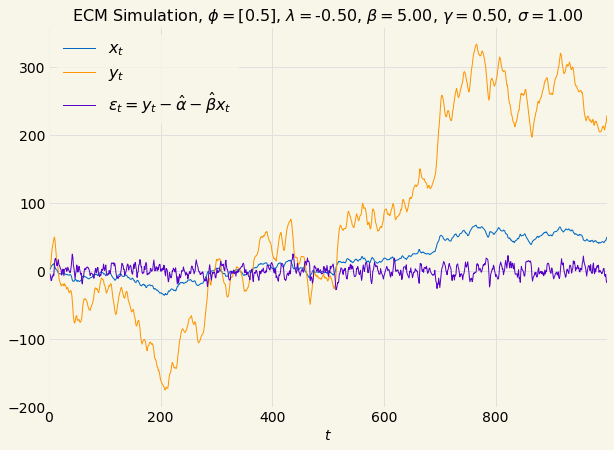 ECM Simulation, ϕ = [0.5], λ = -0.50, β = 5.00, γ = 0.50, σ = 1.00
x_t
y_t
ε_t = y_t − α̂ − β̂x_t
300
200
100
0
−100
−200
0 200 400 600 800
t